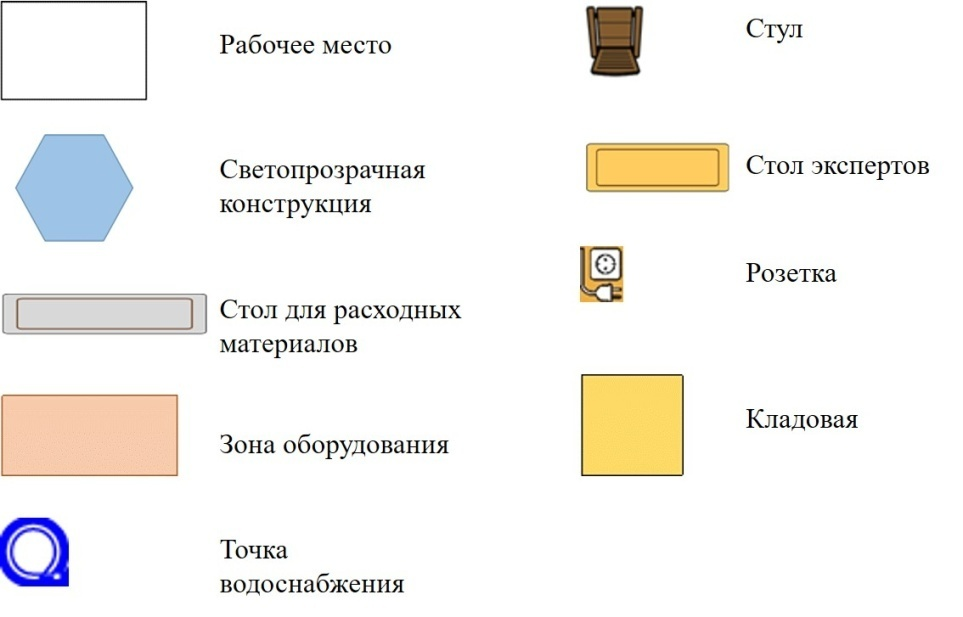 Рабочее место
Светопрозрачная
конструкция
Стол для расходных
материалов
Зона оборудования
Точка
водоснабжения
Стул
Стол экспертов
Розетка
Кладовая